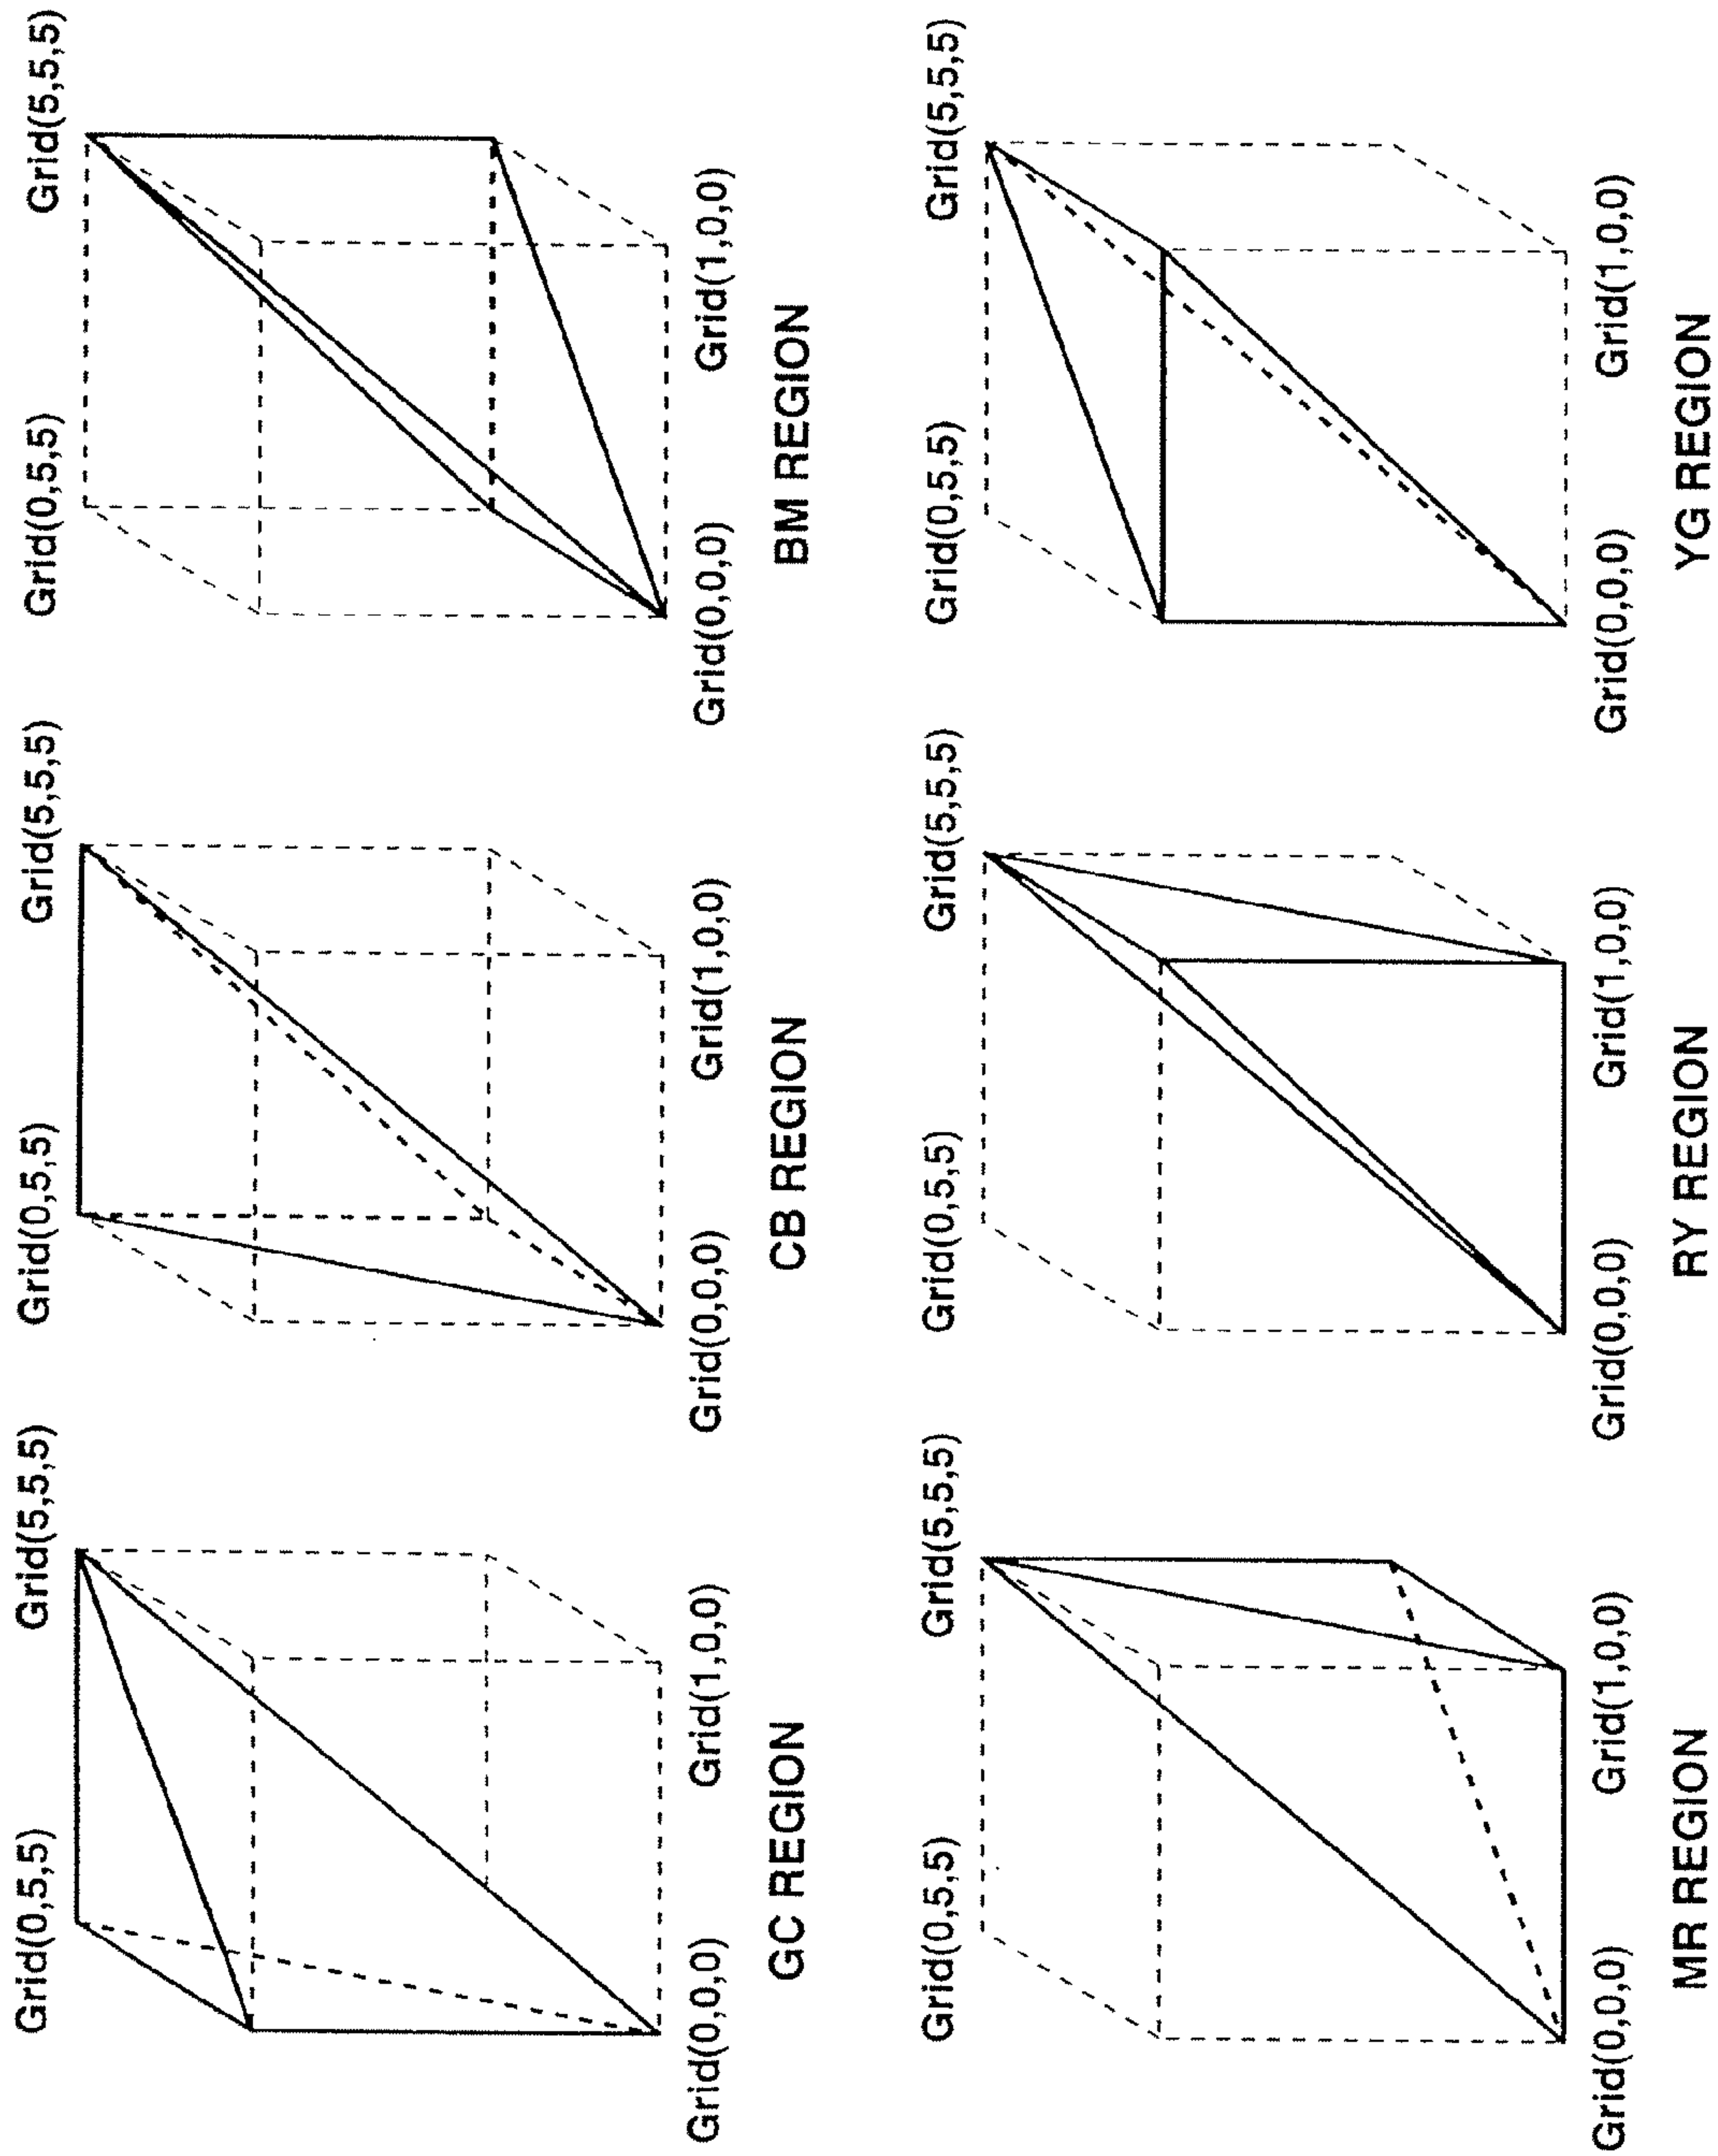 Grid(0,5,5)
Grid(5,5,5)
Grid(0,0,0)
Grid(1,0,0)
GC REGION
Grid(0,5,5)
Grid(5,5,5)
Grid(0,0,0)
Grid(1,0,0)
CB REGION
Grid(0,5,5)
Grid(5,5,5)
Grid(0,0,0)
Grid(1,0,0)
BM REGION
Grid(0,5,5)
Grid(5,5,5)
Grid(0,0,0)
Grid(1,0,0)
MR REGION
Grid(0,5,5)
Grid(5,5,5)
Grid(0,0,0)
Grid(1,0,0)
RY REGION
Grid(0,5,5)
Grid(5,5,5)
Grid(0,0,0)
Grid(1,0,0)
YG REGION